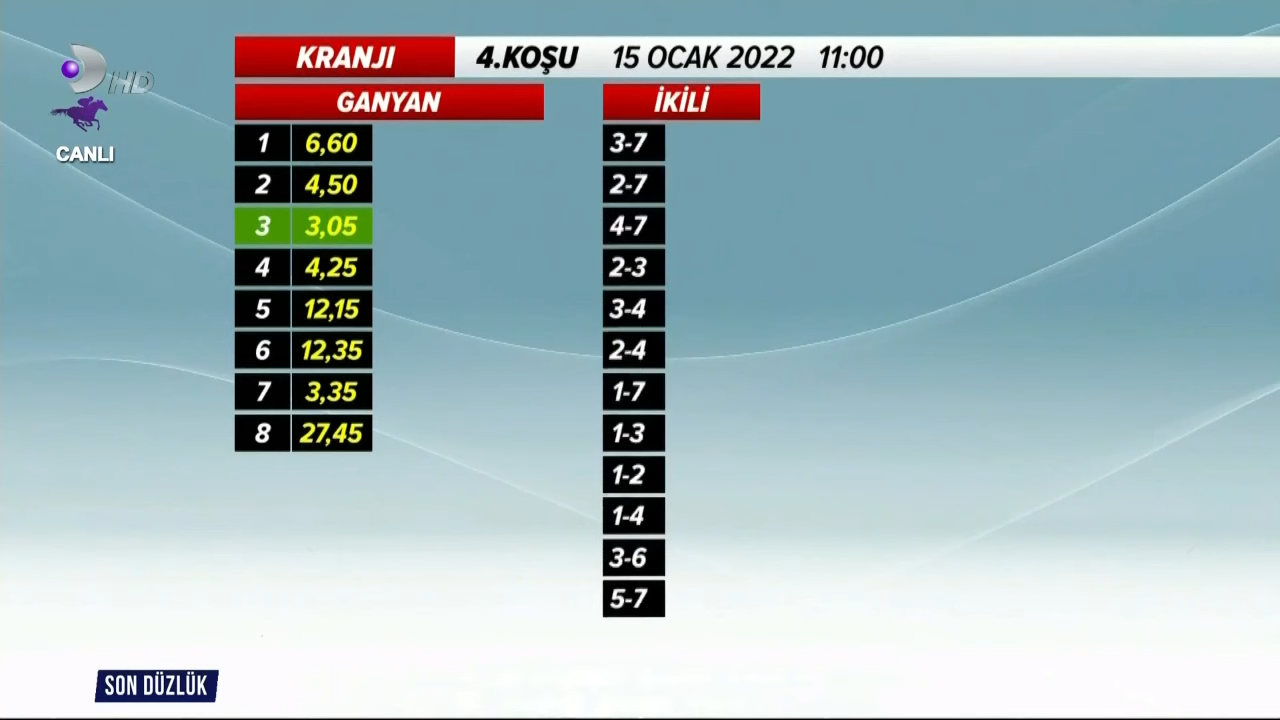 HD
CANLI
KRANJI 4.KOŞU 15 OCAK 2022 11:00
GANYAN İKİLİ
1 6,60 3-7
2 4,50 2-7
3 3,05 4-7
4 4,25 2-3
5 12,15 3-4
6 12,35 2-4
7 3,35 1-7
8 27,45 1-3
1-2
1-4
3-6
5-7
SON DÜZLÜK